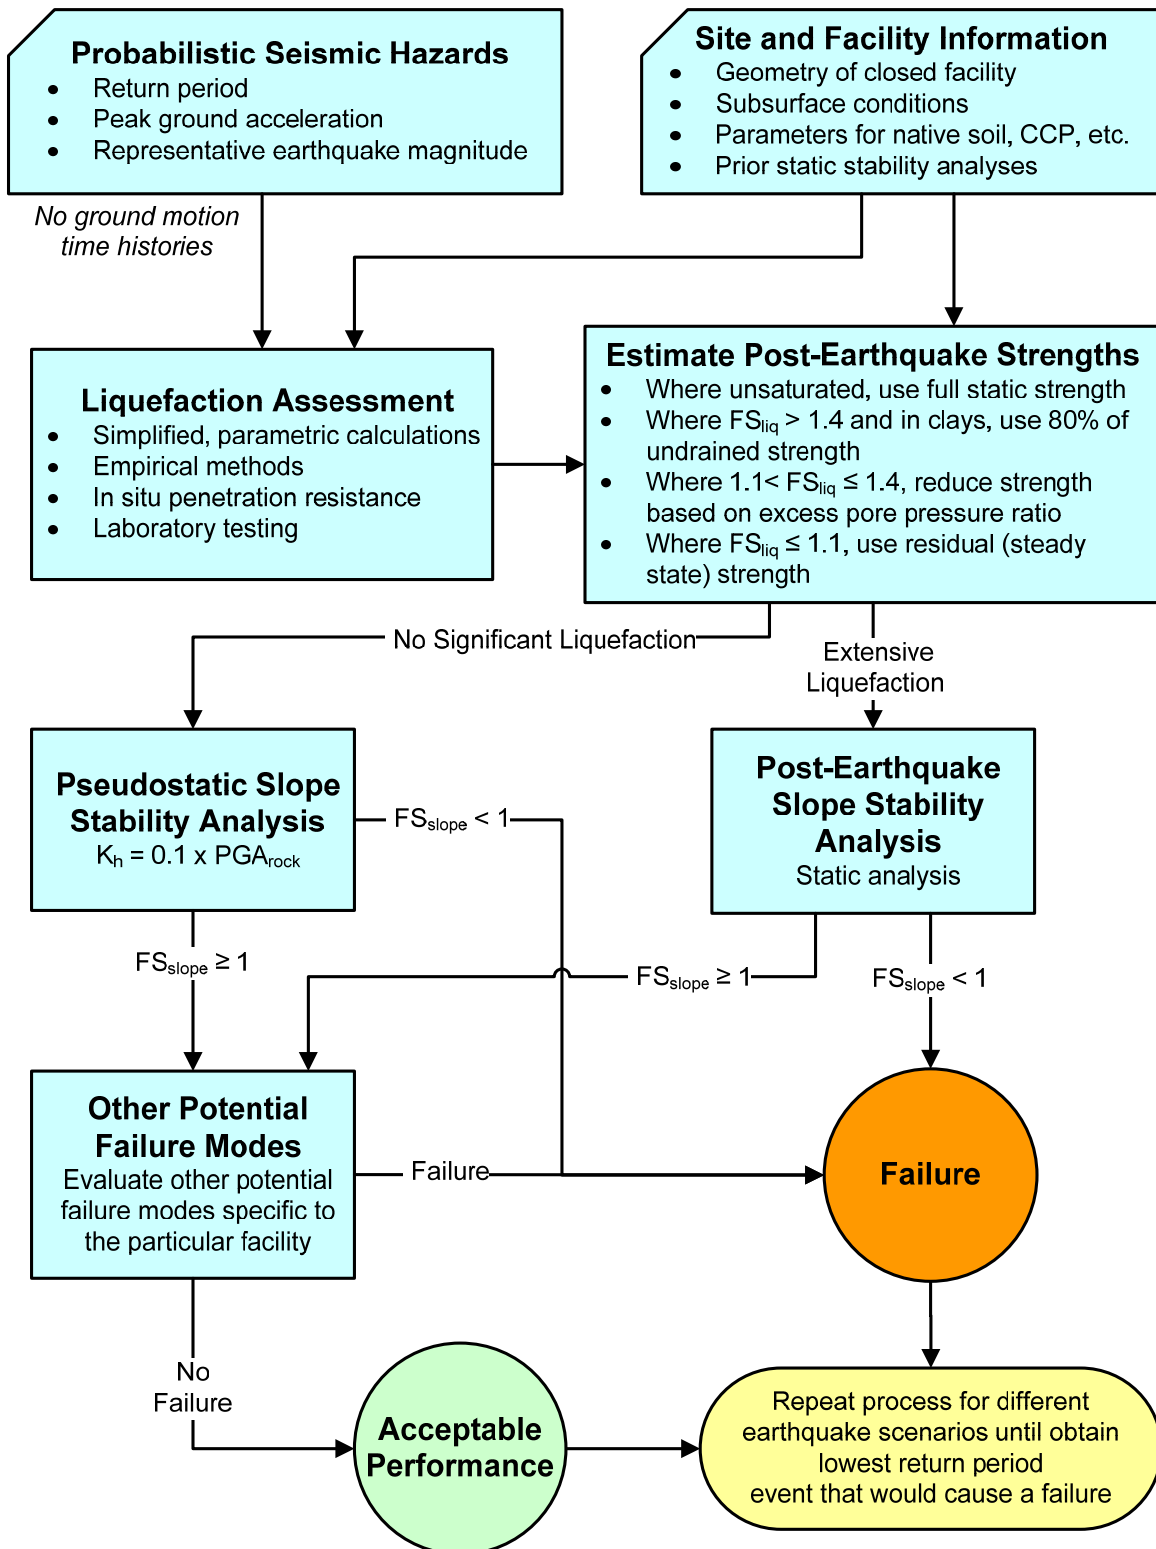 Probabilistic Seismic Hazards
• Return period
• Peak ground acceleration
• Representative earthquake magnitude
Site and Facility Information
• Geometry of closed facility
• Subsurface conditions
• Parameters for native soil, CCP, etc.
• Prior static stability analyses
No ground motion
time histories
Liquefaction Assessment
• Simplified, parametric calculations
• Empirical methods
• In situ penetration resistance
• Laboratory testing
Estimate Post-Earthquake Strengths
• Where unsaturated, use full static strength
• Where FSliq > 1.4 and in clays, use 80% of
undrained strength
• Where 1.1< FSliq ≤ 1.4, reduce strength
based on excess pore pressure ratio
• Where FSliq ≤ 1.1, use residual (steady
state) strength
No Significant Liquefaction
Extensive
Liquefaction
Pseudostatic Slope
Stability Analysis
Kh = 0.1 x PGArock
FSslope < 1
Post-Earthquake
Slope Stability
Analysis
Static analysis
FSslope ≥ 1
FSslope ≥ 1
FSslope < 1
Other Potential
Failure Modes
Evaluate other potential
failure modes specific to
the particular facility
Failure
Failure
No
Failure
Acceptable
Performance
Repeat process for different
earthquake scenarios until obtain
lowest return period
event that would cause a failure